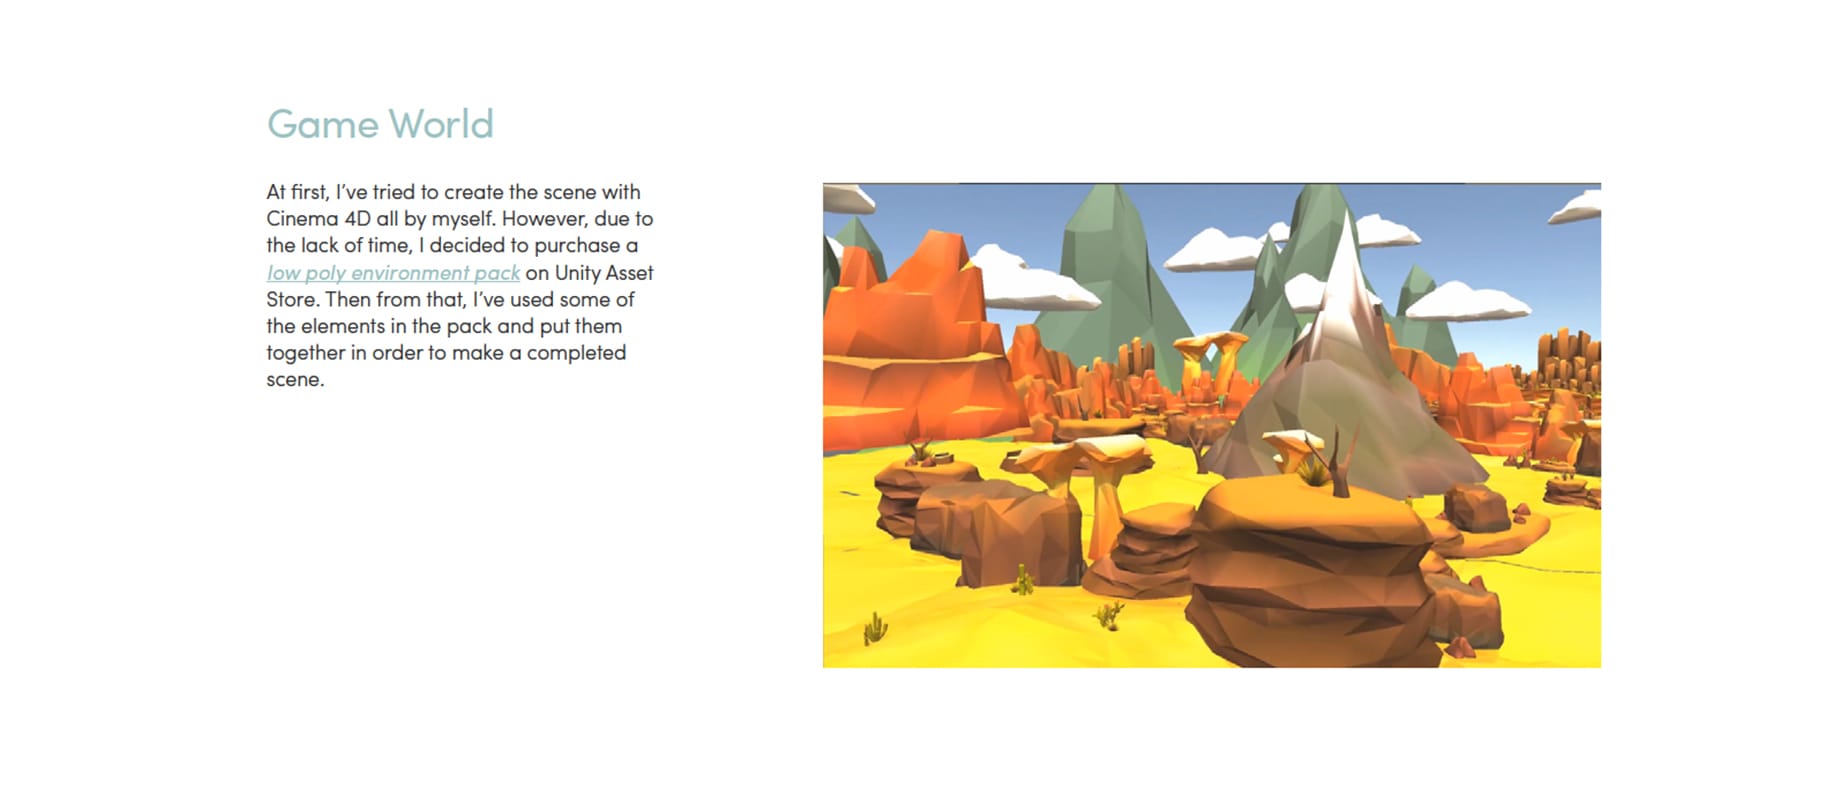 Game World
At first, I've tried to create the scene with
Cinema 4D all by myself. However, due to
the lack of time, I decided to purchase a
low poly environment pack on Unity Asset
Store. Then from that, I've used some of
the elements in the pack and put them
together in order to make a completed
scene.